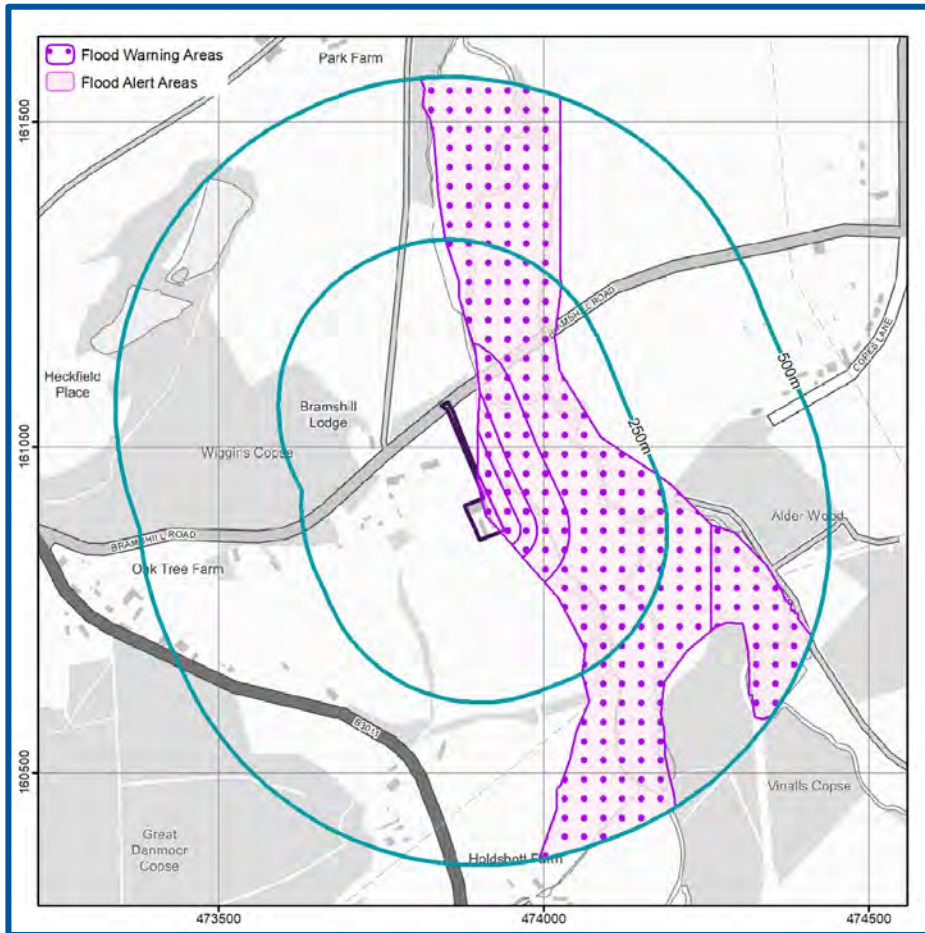 Flood Warning Areas
Flood Alert Areas
Park Farm
161500
BRAMSHILL ROAD
COPES LANE
500m
Heckfield
Place
Bramshill
Lodge
250m
161000
Wiggins Copse
Alder Wood
BRAMSHILL ROAD
Oak Tree Farm
B3011
160500
Vinalls Copse
Great
Danmoor
Copse
Holdshott Farm
473500
474000
474500